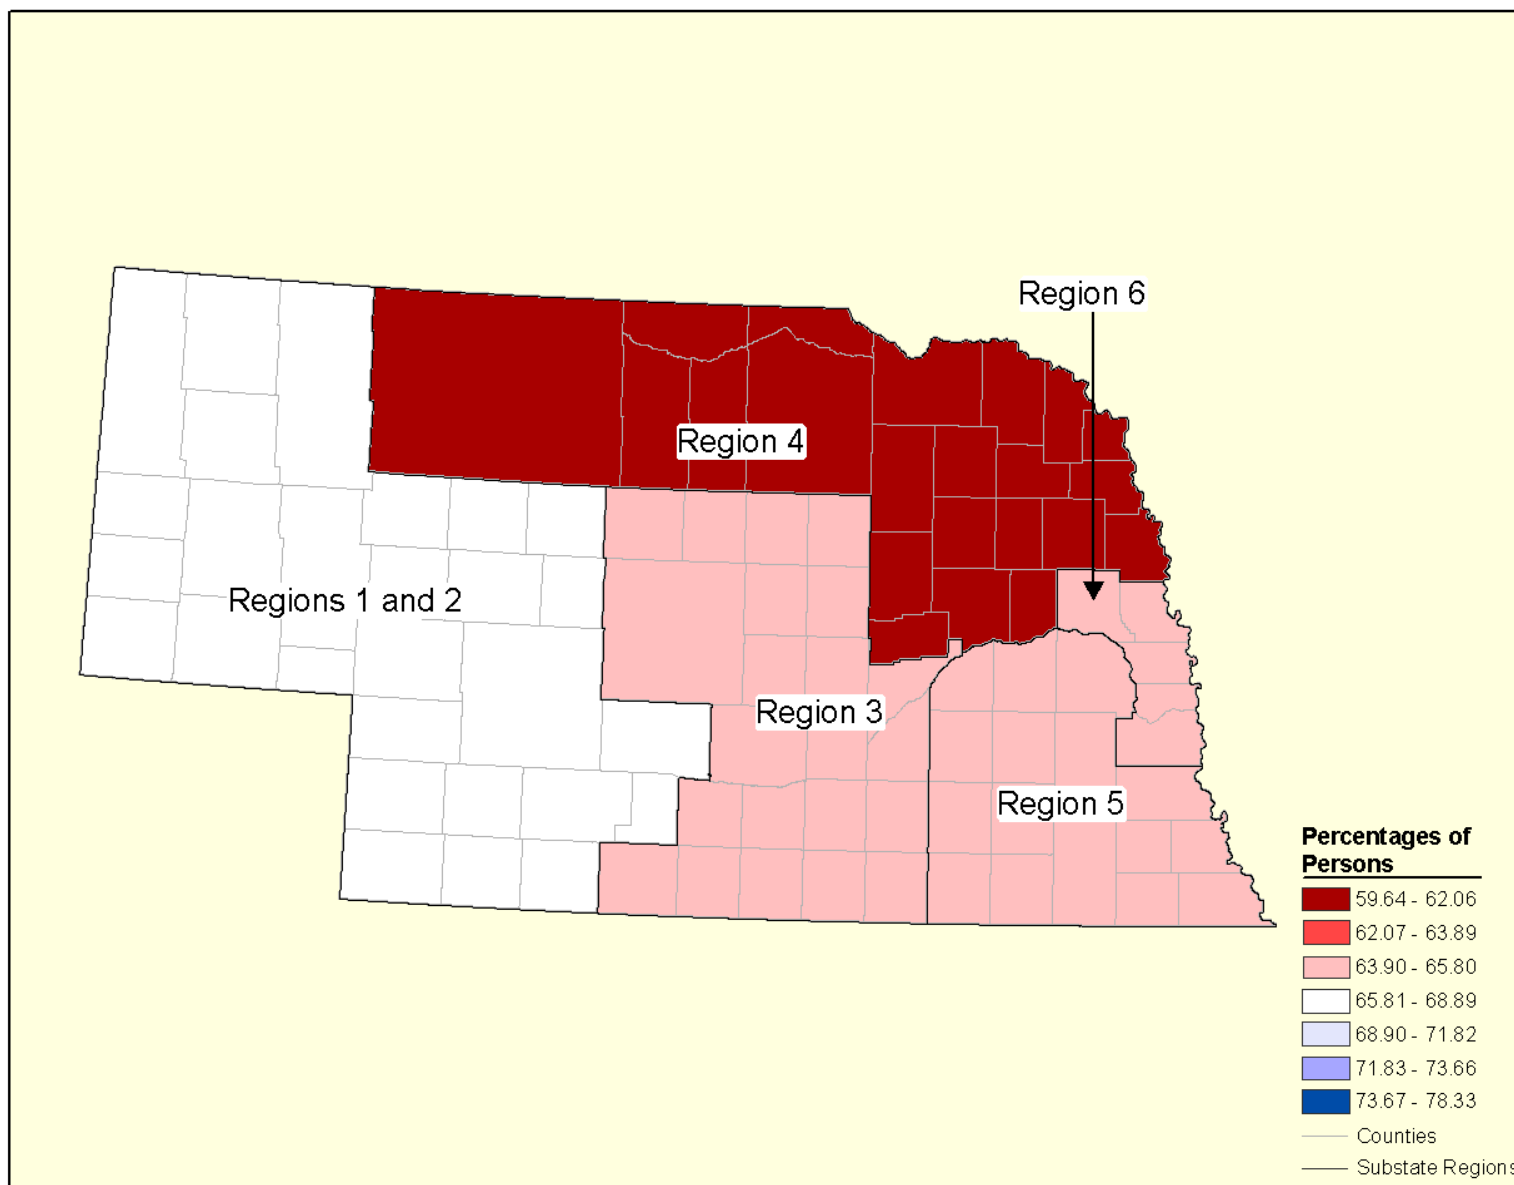 Region 6
Region 4
Regions 1 and 2
Region 3
Region 5
Percentages of
Persons
59.64 - 62.06
62.07 - 63.89
63.90 - 65.80
65.81 - 68.89
68.90 - 71.82
71.83 - 73.66
73.67 - 78.33
Counties
Substate Regions